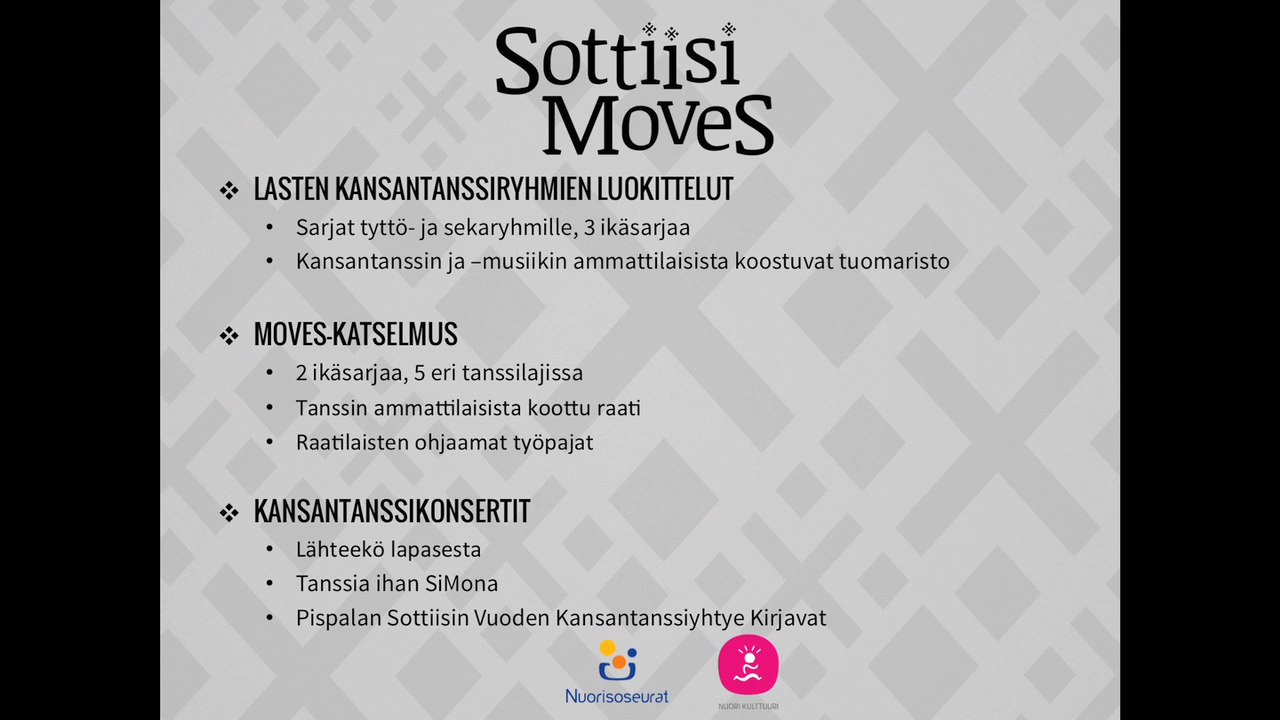 Sottiisi
MoveS
❖ LASTEN KANSANTANSSIRYHMIEN LUOKITTELUT
• Sarjat tyttö- ja sekaryhmille, 3 ikäsarjaa
• Kansantanssin ja –musiikin ammattilaisista koostuvat tuomaristo
❖ MOVES-KATSELMUS
• 2 ikäsarjaa, 5 eri tanssilajissa
• Tanssin ammattilaisista koottu raati
• Raatilaisten ohjaamat työpajat
❖ KANSANTANSSIKONSERTIT
• Lähteekö lapasesta
• Tanssia ihan SiMona
• Pispalan Sottiisin Vuoden Kansantanssiyhtye Kirjavat
Nuorisoseurat
NUORI KULTTUURI